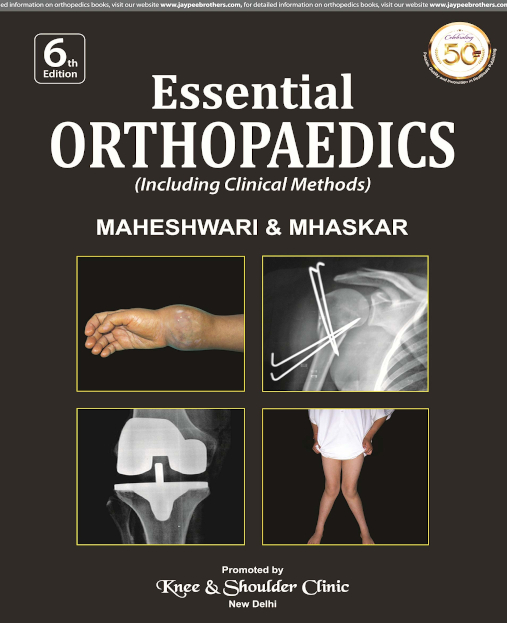 ed information on orthopedics books, visit our website www.jaypeebrothers.com, for detailed information on orthopedics books, visit our website www.jaypeebrothers.com
6th
Edition
Celebrating
50
Essential
ORTHOPAEDICS
(Including Clinical Methods)
MAHESHWARI & MHASKAR
Promoted by
Knee & Shoulder Clinic
New Delhi